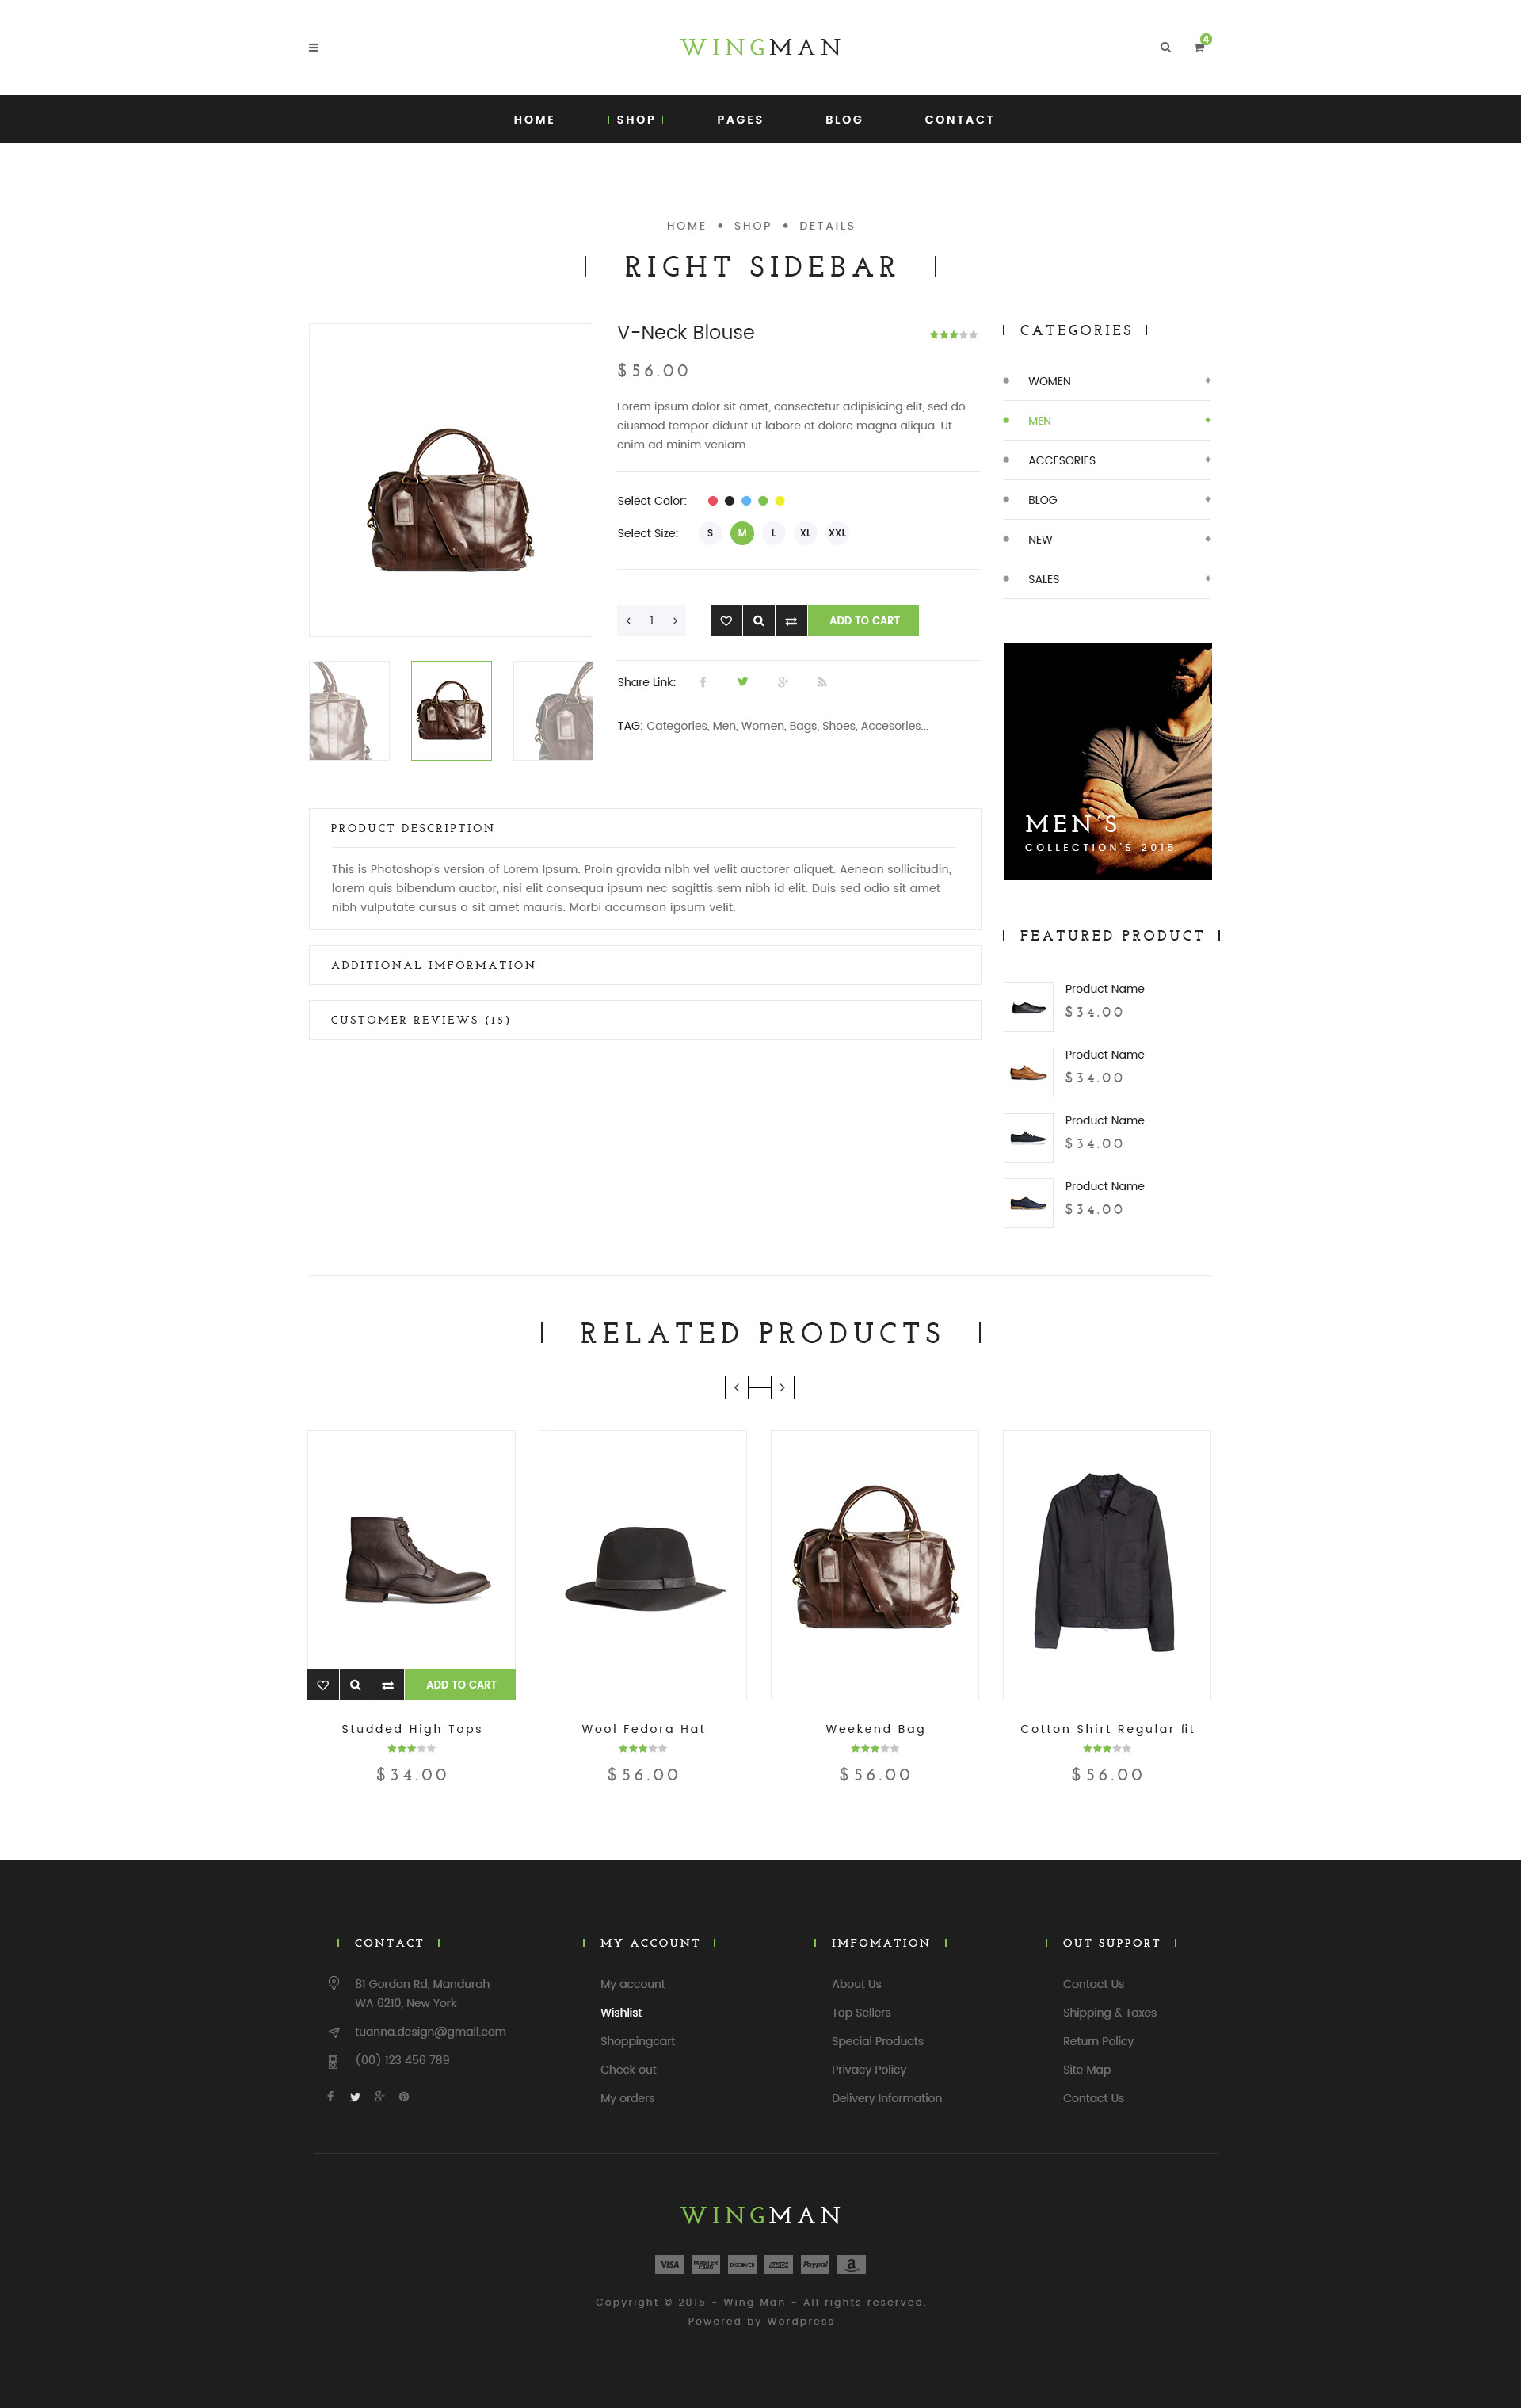 WINGMAN
4
HOME SHOP PAGES BLOG CONTACT
HOME • SHOP • DETAILS
RIGHT SIDEBAR
V-Neck Blouse
$56.00
Lorem ipsum dolor sit amet, consectetur adipisicing elit, sed do
eiusmod tempor didunt ut labore et dolore magna aliqua. Ut
enim ad minim veniam.
Select Color:
Select Size: S M L XL XXL
1 ADD TO CART
Share Link:
TAG: Categories, Men, Women, Bags, Shoes, Accesories...
PRODUCT DESCRIPTION
This is Photoshop's version of Lorem Ipsum. Proin gravida nibh vel velit auctorer aliquet. Aenean sollicitudin,
lorem quis bibendum auctor, nisi elit consequa ipsum nec sagittis sem nibh id elit. Duis sed odio sit amet
nibh vulputate cursus a sit amet mauris. Morbi accumsan ipsum velit.
ADDITIONAL IMFORMATION
CUSTOMER REVIEWS (15)
CATEGORIES
WOMEN +
MEN +
ACCESORIES +
BLOG +
NEW +
SALES +
MEN'S
COLLECTION'S 2015
FEATURED PRODUCT
Product Name
$34.00
Product Name
$34.00
Product Name
$34.00
Product Name
$34.00
RELATED PRODUCTS
ADD TO CART
Studded High Tops
$34.00
Wool Fedora Hat
$56.00
Weekend Bag
$56.00
Cotton Shirt Regular fit
$56.00
CONTACT
81 Gordon Rd, Mandurah
WA 6210, New York
tuanna.design@gmail.com
(00) 123 456 789
MY ACCOUNT
My account
Wishlist
Shoppingcart
Check out
My orders
IMFOMATION
About Us
Top Sellers
Special Products
Privacy Policy
Delivery Information
OUT SUPPORT
Contact Us
Shipping & Taxes
Return Policy
Site Map
Contact Us
WINGMAN
VISA MASTER CARD DISCOVER AMEX Paypal a
Copyright © 2015 - Wing Man - All rights reserved.
Powered by Wordpress